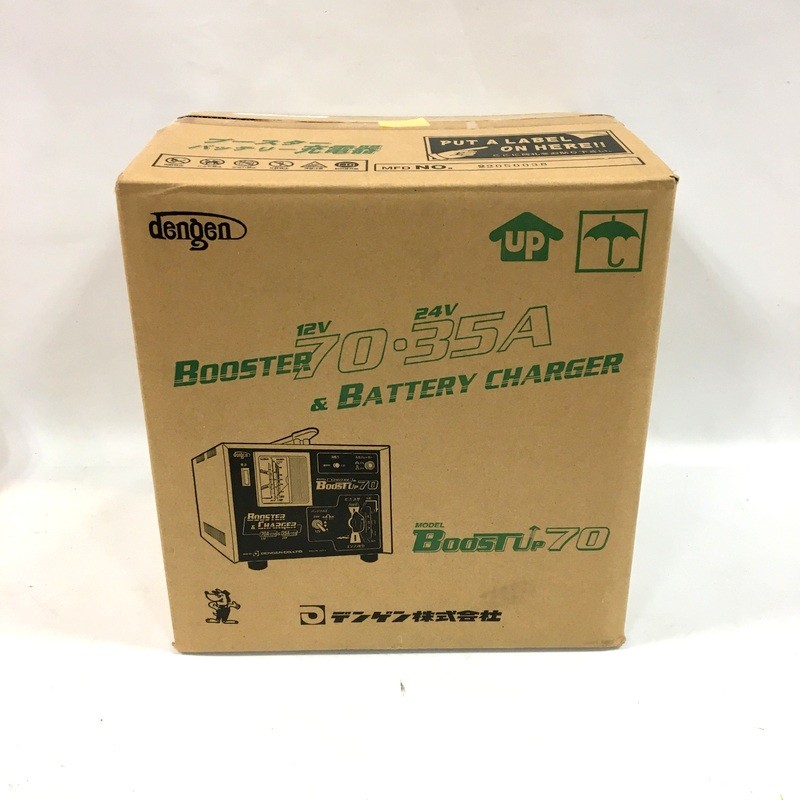 ブースター
バッテリー充電器
PUT A LABEL
ON HERE!!
MFD NO.
dengen
UP
12V 24V
BOOSTER 70・35A
& BATTERY CHARGER
dengen
BOOSTUP70
BOOSTER
& CHARGER
MODEL
BOOSTUP70
デンゲン株式会社